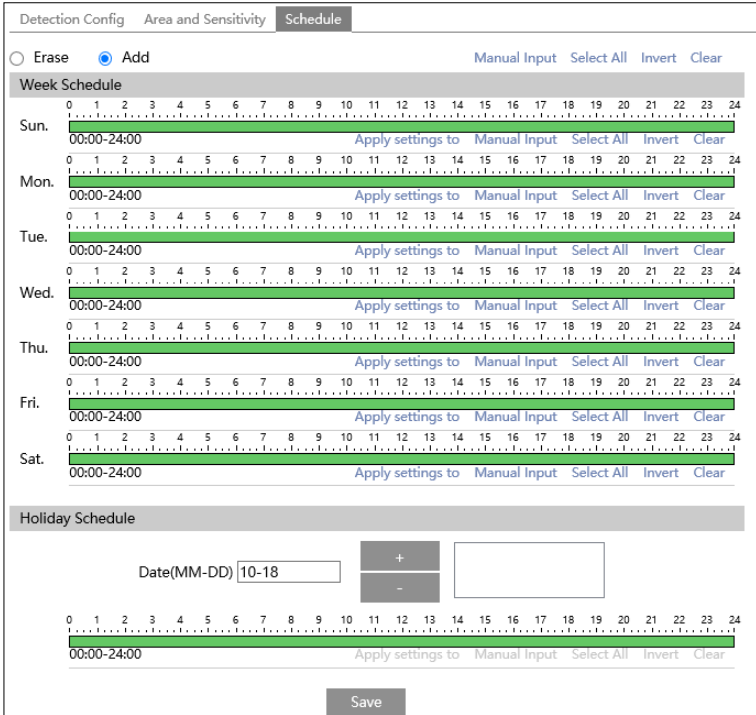 Detection Config Area and Sensitivity Schedule
Erase Add Manual Input Select All Invert Clear
Week Schedule
0 1 2 3 4 5 6 7 8 9 10 11 12 13 14 15 16 17 18 19 20 21 22 23 24
Sun.
00:00-24:00 Apply settings to Manual Input Select All Invert Clear
0 1 2 3 4 5 6 7 8 9 10 11 12 13 14 15 16 17 18 19 20 21 22 23 24
Mon.
00:00-24:00 Apply settings to Manual Input Select All Invert Clear
0 1 2 3 4 5 6 7 8 9 10 11 12 13 14 15 16 17 18 19 20 21 22 23 24
Tue.
00:00-24:00 Apply settings to Manual Input Select All Invert Clear
0 1 2 3 4 5 6 7 8 9 10 11 12 13 14 15 16 17 18 19 20 21 22 23 24
Wed.
00:00-24:00 Apply settings to Manual Input Select All Invert Clear
0 1 2 3 4 5 6 7 8 9 10 11 12 13 14 15 16 17 18 19 20 21 22 23 24
Thu.
00:00-24:00 Apply settings to Manual Input Select All Invert Clear
0 1 2 3 4 5 6 7 8 9 10 11 12 13 14 15 16 17 18 19 20 21 22 23 24
Fri.
00:00-24:00 Apply settings to Manual Input Select All Invert Clear
0 1 2 3 4 5 6 7 8 9 10 11 12 13 14 15 16 17 18 19 20 21 22 23 24
Sat.
00:00-24:00 Apply settings to Manual Input Select All Invert Clear
Holiday Schedule
+
Date(MM-DD) 10-18
-
0 1 2 3 4 5 6 7 8 9 10 11 12 13 14 15 16 17 18 19 20 21 22 23 24
00:00-24:00 Apply settings to Manual Input Select All Invert Clear
Save